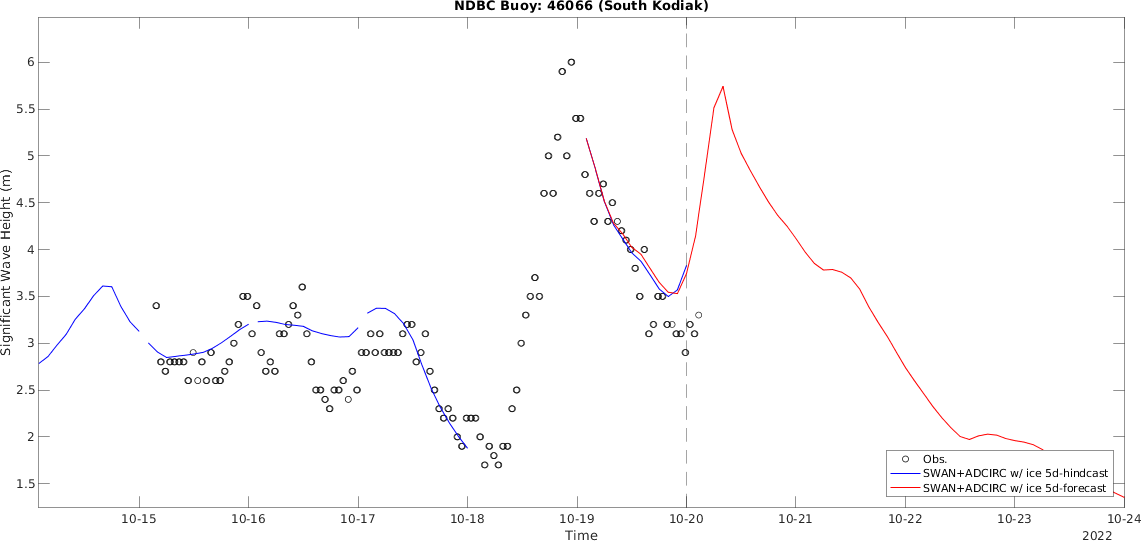 NDBC Buoy: 46066 (South Kodiak)
Significant Wave Height (m)
6
5.5
5
4.5
4
3.5
3
2.5
2
1.5
Obs.
SWAN+ADCIRC w/ ice 5d-hindcast
SWAN+ADCIRC w/ ice 5d-forecast
10-15 10-16 10-17 10-18 10-19 10-20 10-21 10-22 10-23 10-24
Time
2022